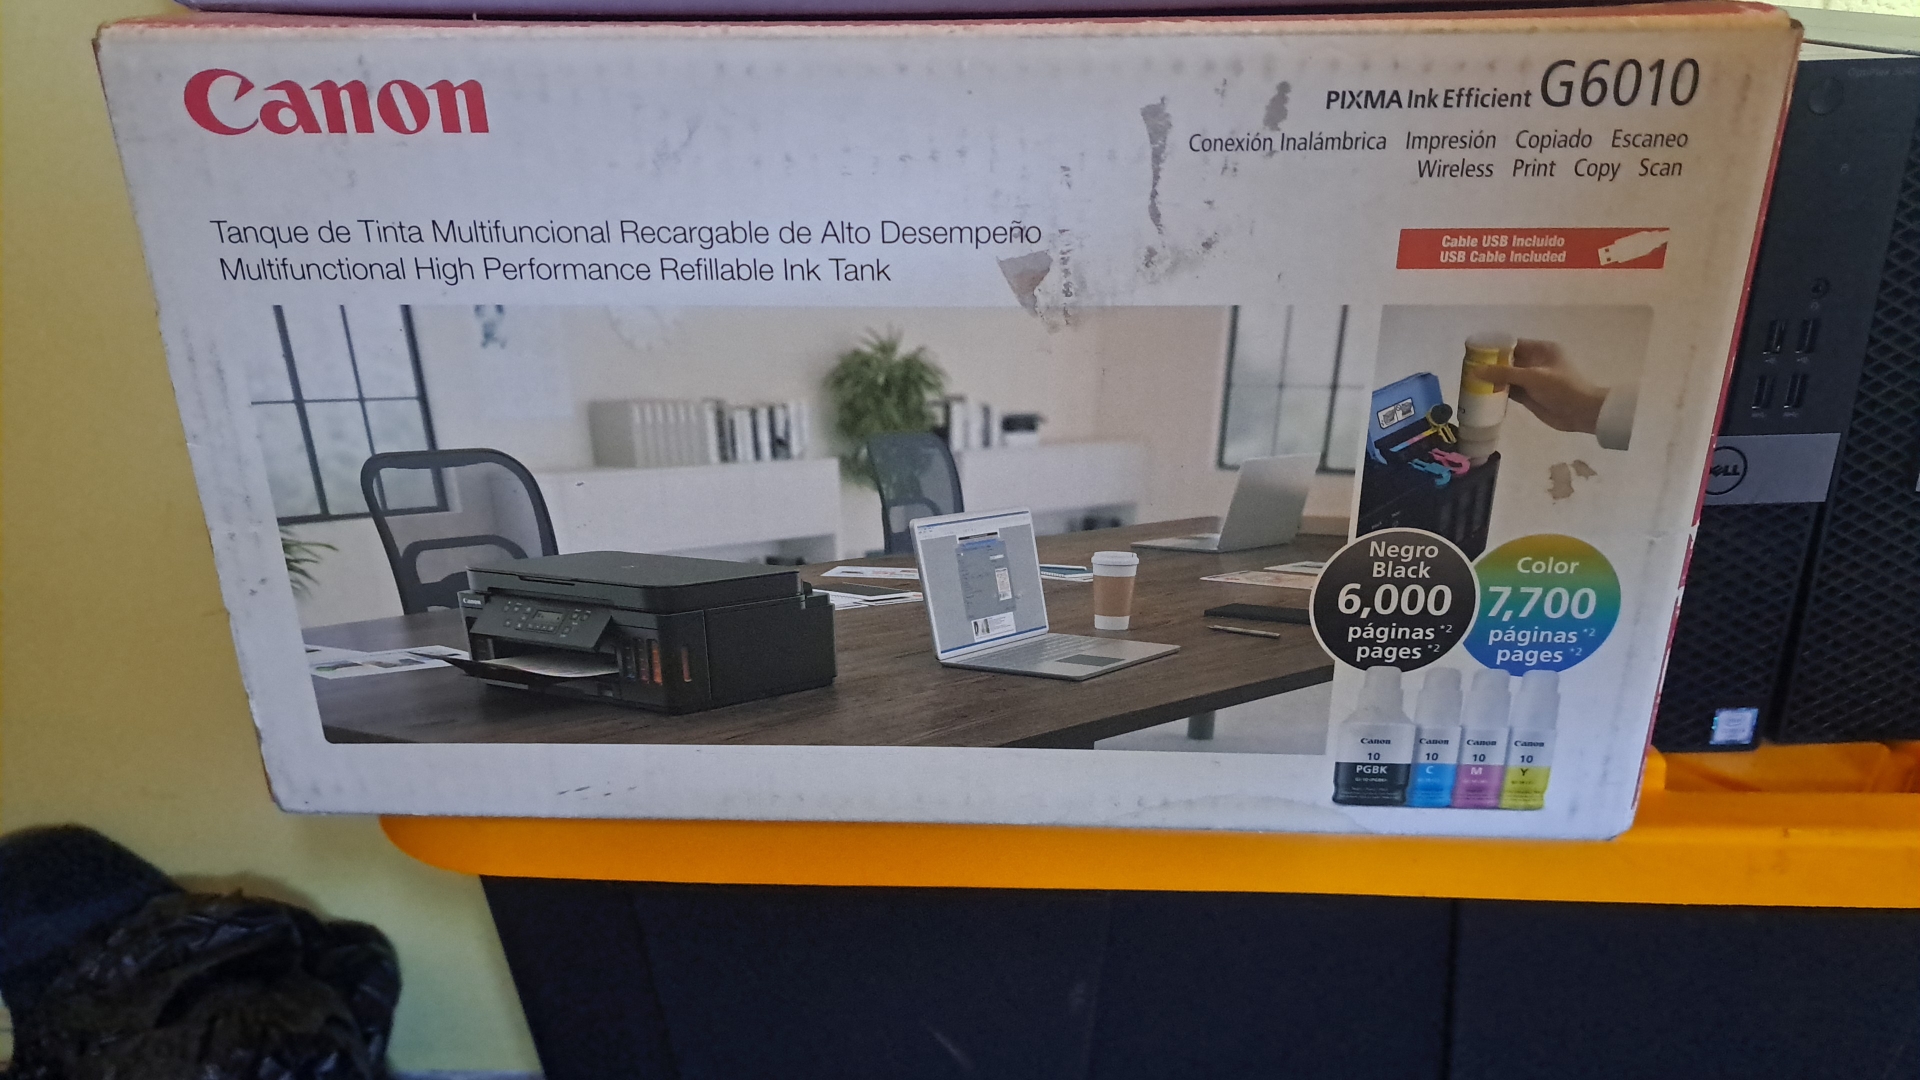 Canon
PIXMA Ink Efficient G6010
Conexión Inalámbrica Impresión Copiado Escaneo
Wireless Print Copy Scan
Tanque de Tinta Multifuncional Recargable de Alto Desempeño
Multifunctional High Performance Refillable Ink Tank
Cable USB Incluido
USB Cable Included
Negro
Black
6,000
páginas *2
pages *2
Color
7,700
páginas *2
pages *2
Canon
10
PGBK
Canon
10
C
Canon
10
M
Canon
10
Y
Canon
DELL